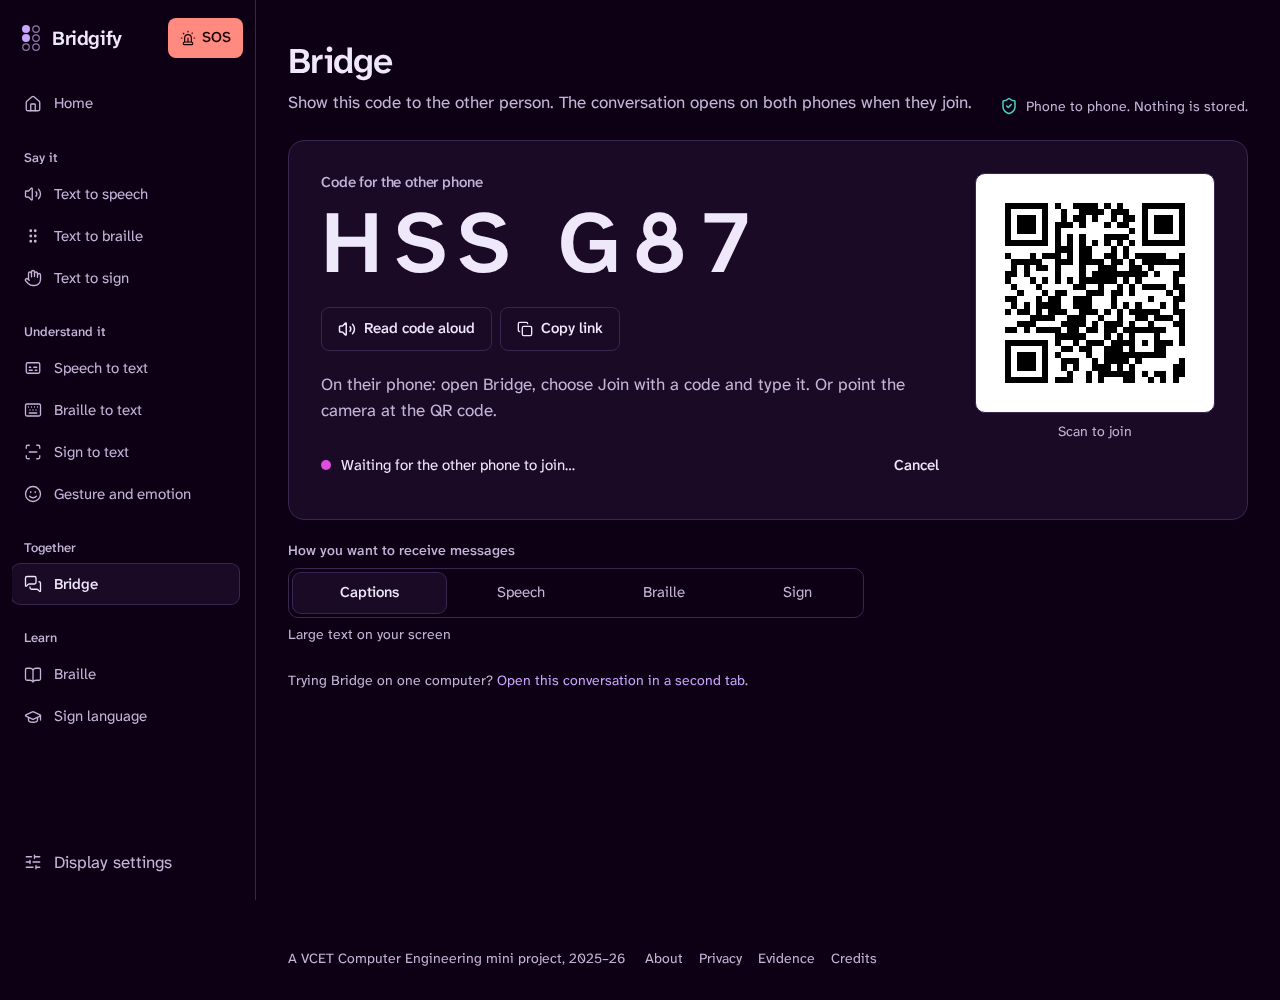 Bridgify
SOS
Home
Say it
Text to speech
Text to braille
Text to sign
Understand it
Speech to text
Braille to text
Sign to text
Gesture and emotion
Together
Bridge
Learn
Braille
Sign language
Display settings
Bridge
Show this code to the other person. The conversation opens on both phones when they join.
Phone to phone. Nothing is stored.
Code for the other phone
HSS G87
Read code aloud
Copy link
On their phone: open Bridge, choose Join with a code and type it. Or point the
camera at the QR code.
Waiting for the other phone to join…
Cancel
Scan to join
How you want to receive messages
Captions
Speech
Braille
Sign
Large text on your screen
Trying Bridge on one computer? Open this conversation in a second tab.
A VCET Computer Engineering mini project, 2025–26
About
Privacy
Evidence
Credits